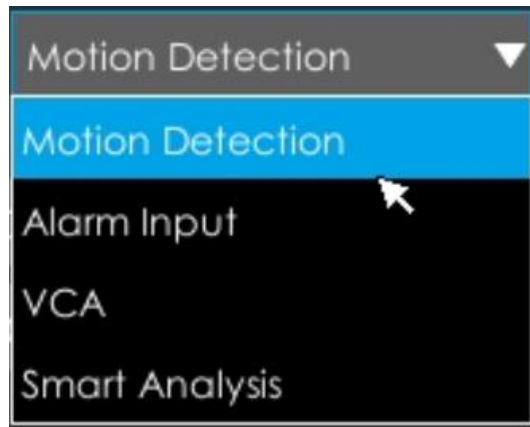 Motion Detection
Motion Detection
Alarm Input
VCA
Smart Analysis